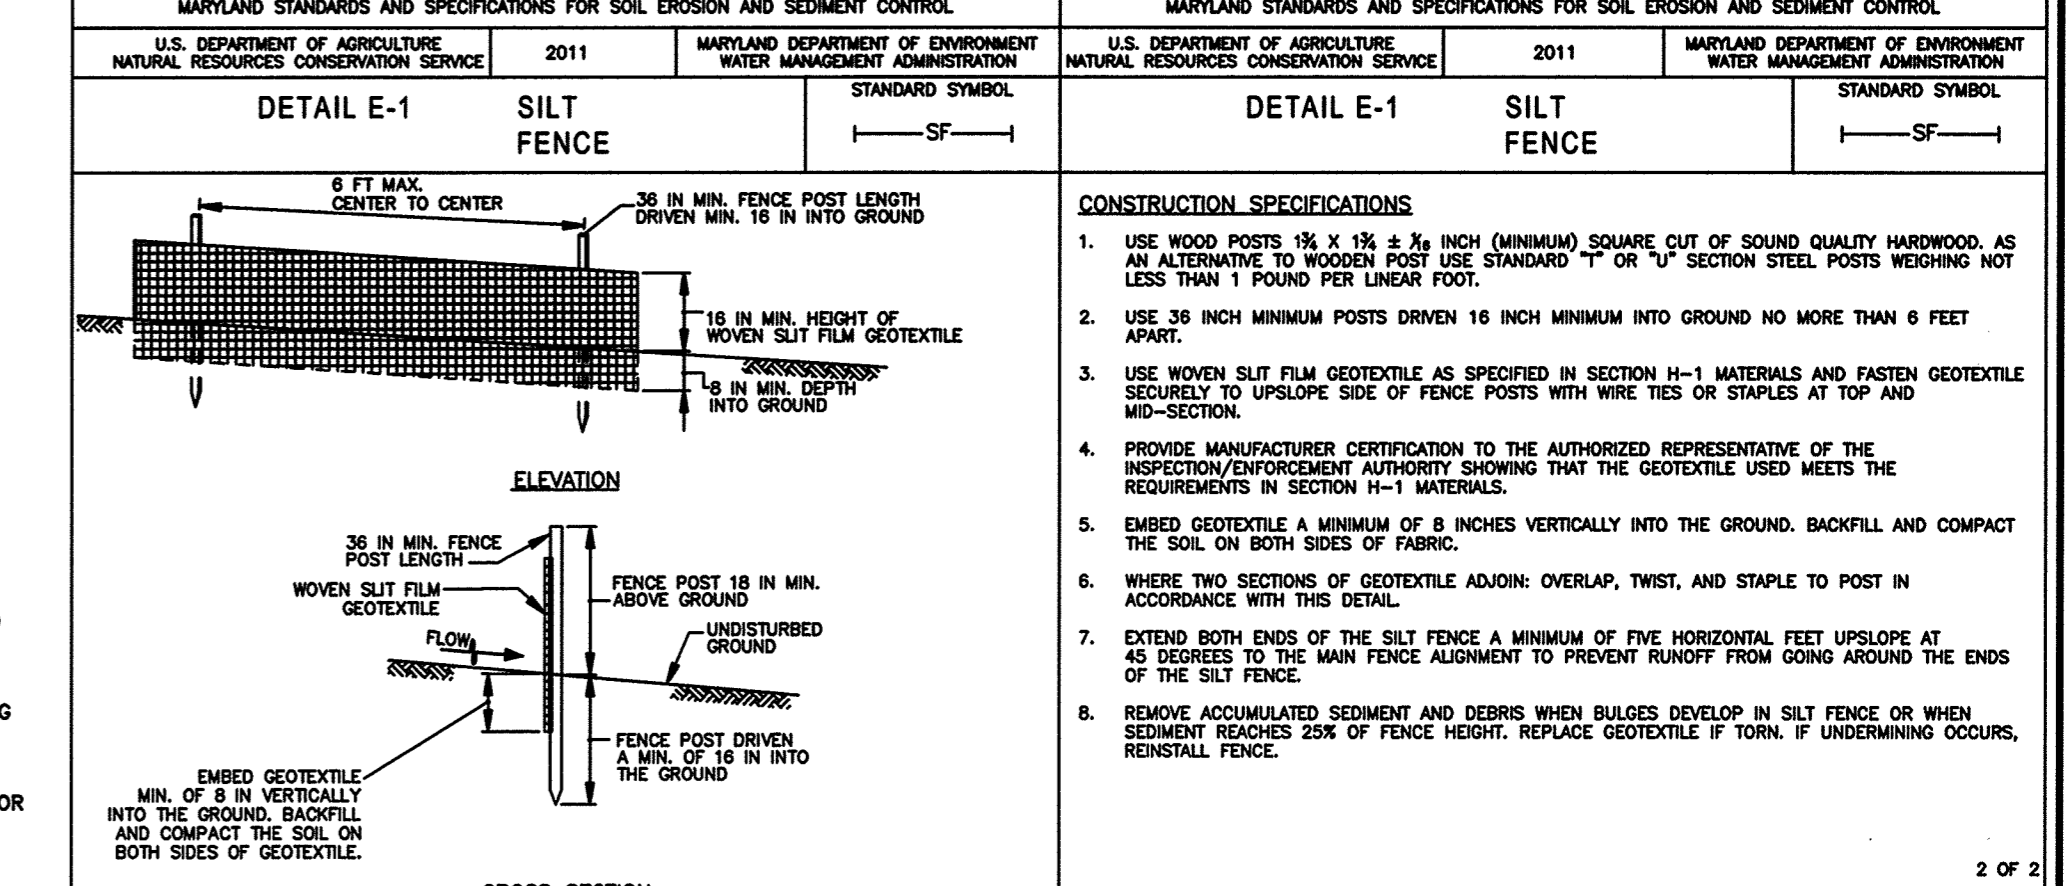 MARYLAND STANDARDS AND SPECIFICATIONS FOR SOIL EROSION AND SEDIMENT CONTROL
U.S. DEPARTMENT OF AGRICULTURE
NATURAL RESOURCES CONSERVATION SERVICE
2011
MARYLAND DEPARTMENT OF ENVIRONMENT
WATER MANAGEMENT ADMINISTRATION
DETAIL E-1 SILT
FENCE
STANDARD SYMBOL
SF
6 FT MAX.
CENTER TO CENTER
36 IN MIN. FENCE POST LENGTH
DRIVEN MIN. 16 IN INTO GROUND
16 IN MIN. HEIGHT OF
WOVEN SLIT FILM GEOTEXTILE
8 IN MIN. DEPTH
INTO GROUND
ELEVATION
36 IN MIN. FENCE
POST LENGTH
WOVEN SLIT FILM
GEOTEXTILE
FLOW
FENCE POST 18 IN MIN.
ABOVE GROUND
UNDISTURBED
GROUND
FENCE POST DRIVEN
A MIN. OF 16 IN INTO
THE GROUND
EMBED GEOTEXTILE
MIN. OF 8 IN VERTICALLY
INTO THE GROUND. BACKFILL
AND COMPACT THE SOIL ON
BOTH SIDES OF GEOTEXTILE.
MARYLAND STANDARDS AND SPECIFICATIONS FOR SOIL EROSION AND SEDIMENT CONTROL
U.S. DEPARTMENT OF AGRICULTURE
NATURAL RESOURCES CONSERVATION SERVICE
2011
MARYLAND DEPARTMENT OF ENVIRONMENT
WATER MANAGEMENT ADMINISTRATION
DETAIL E-1 SILT
FENCE
STANDARD SYMBOL
SF
CONSTRUCTION SPECIFICATIONS
1. USE WOOD POSTS 1¾ X 1¾ ± 1/16 INCH (MINIMUM) SQUARE CUT OF SOUND QUALITY HARDWOOD. AS
AN ALTERNATIVE TO WOODEN POST USE STANDARD "T" OR "U" SECTION STEEL POSTS WEIGHING NOT
LESS THAN 1 POUND PER LINEAR FOOT.
2. USE 36 INCH MINIMUM POSTS DRIVEN 16 INCH MINIMUM INTO GROUND NO MORE THAN 6 FEET
APART.
3. USE WOVEN SLIT FILM GEOTEXTILE AS SPECIFIED IN SECTION H-1 MATERIALS AND FASTEN GEOTEXTILE
SECURELY TO UPSLOPE SIDE OF FENCE POSTS WITH WIRE TIES OR STAPLES AT TOP AND
MID-SECTION.
4. PROVIDE MANUFACTURER CERTIFICATION TO THE AUTHORIZED REPRESENTATIVE OF THE
INSPECTION/ENFORCEMENT AUTHORITY SHOWING THAT THE GEOTEXTILE USED MEETS THE
REQUIREMENTS IN SECTION H-1 MATERIALS.
5. EMBED GEOTEXTILE A MINIMUM OF 8 INCHES VERTICALLY INTO THE GROUND. BACKFILL AND COMPACT
THE SOIL ON BOTH SIDES OF FABRIC.
6. WHERE TWO SECTIONS OF GEOTEXTILE ADJOIN: OVERLAP, TWIST, AND STAPLE TO POST IN
ACCORDANCE WITH THIS DETAIL.
7. EXTEND BOTH ENDS OF THE SILT FENCE A MINIMUM OF FIVE HORIZONTAL FEET UPSLOPE AT
45 DEGREES TO THE MAIN FENCE ALIGNMENT TO PREVENT RUNOFF FROM GOING AROUND THE ENDS
OF THE SILT FENCE.
8. REMOVE ACCUMULATED SEDIMENT AND DEBRIS WHEN BULGES DEVELOP IN SILT FENCE OR WHEN
SEDIMENT REACHES 25% OF FENCE HEIGHT. REPLACE GEOTEXTILE IF TORN. IF UNDERMINING OCCURS,
REINSTALL FENCE.
2 OF 2